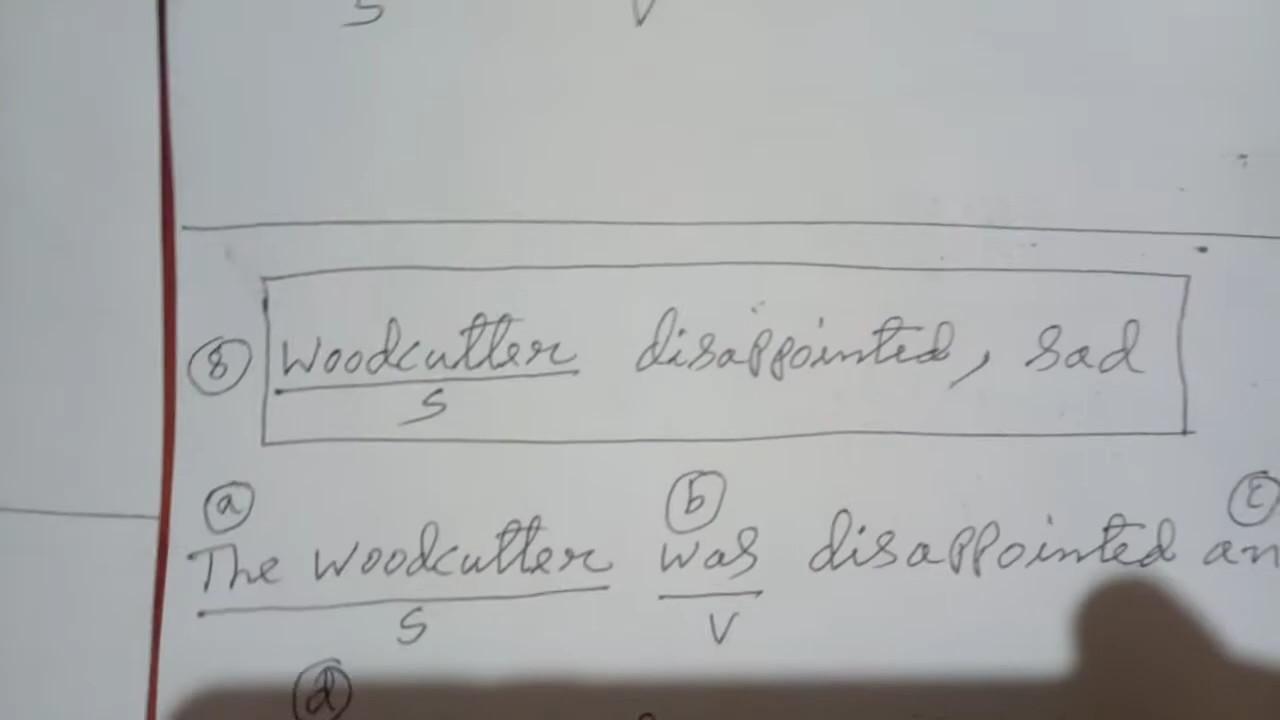 S V
⑧ Woodcutter disappointed, sad
S
ⓐ ⓑ ⓒ
The woodcutter was disappointed an
S V
ⓓ